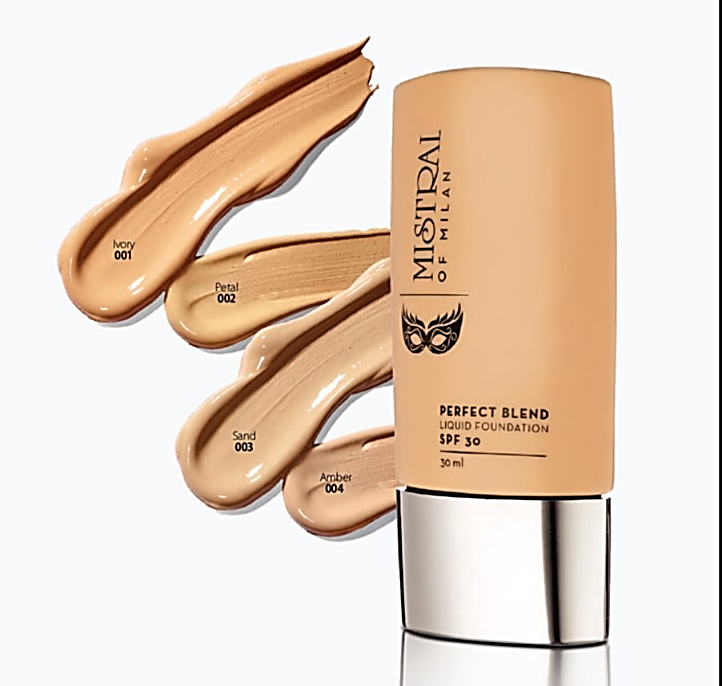 Ivory
001
Petal
002
Sand
003
Amber
004
MISTRAL
OF MILAN
PERFECT BLEND
LIQUID FOUNDATION
SPF 30
30 ml